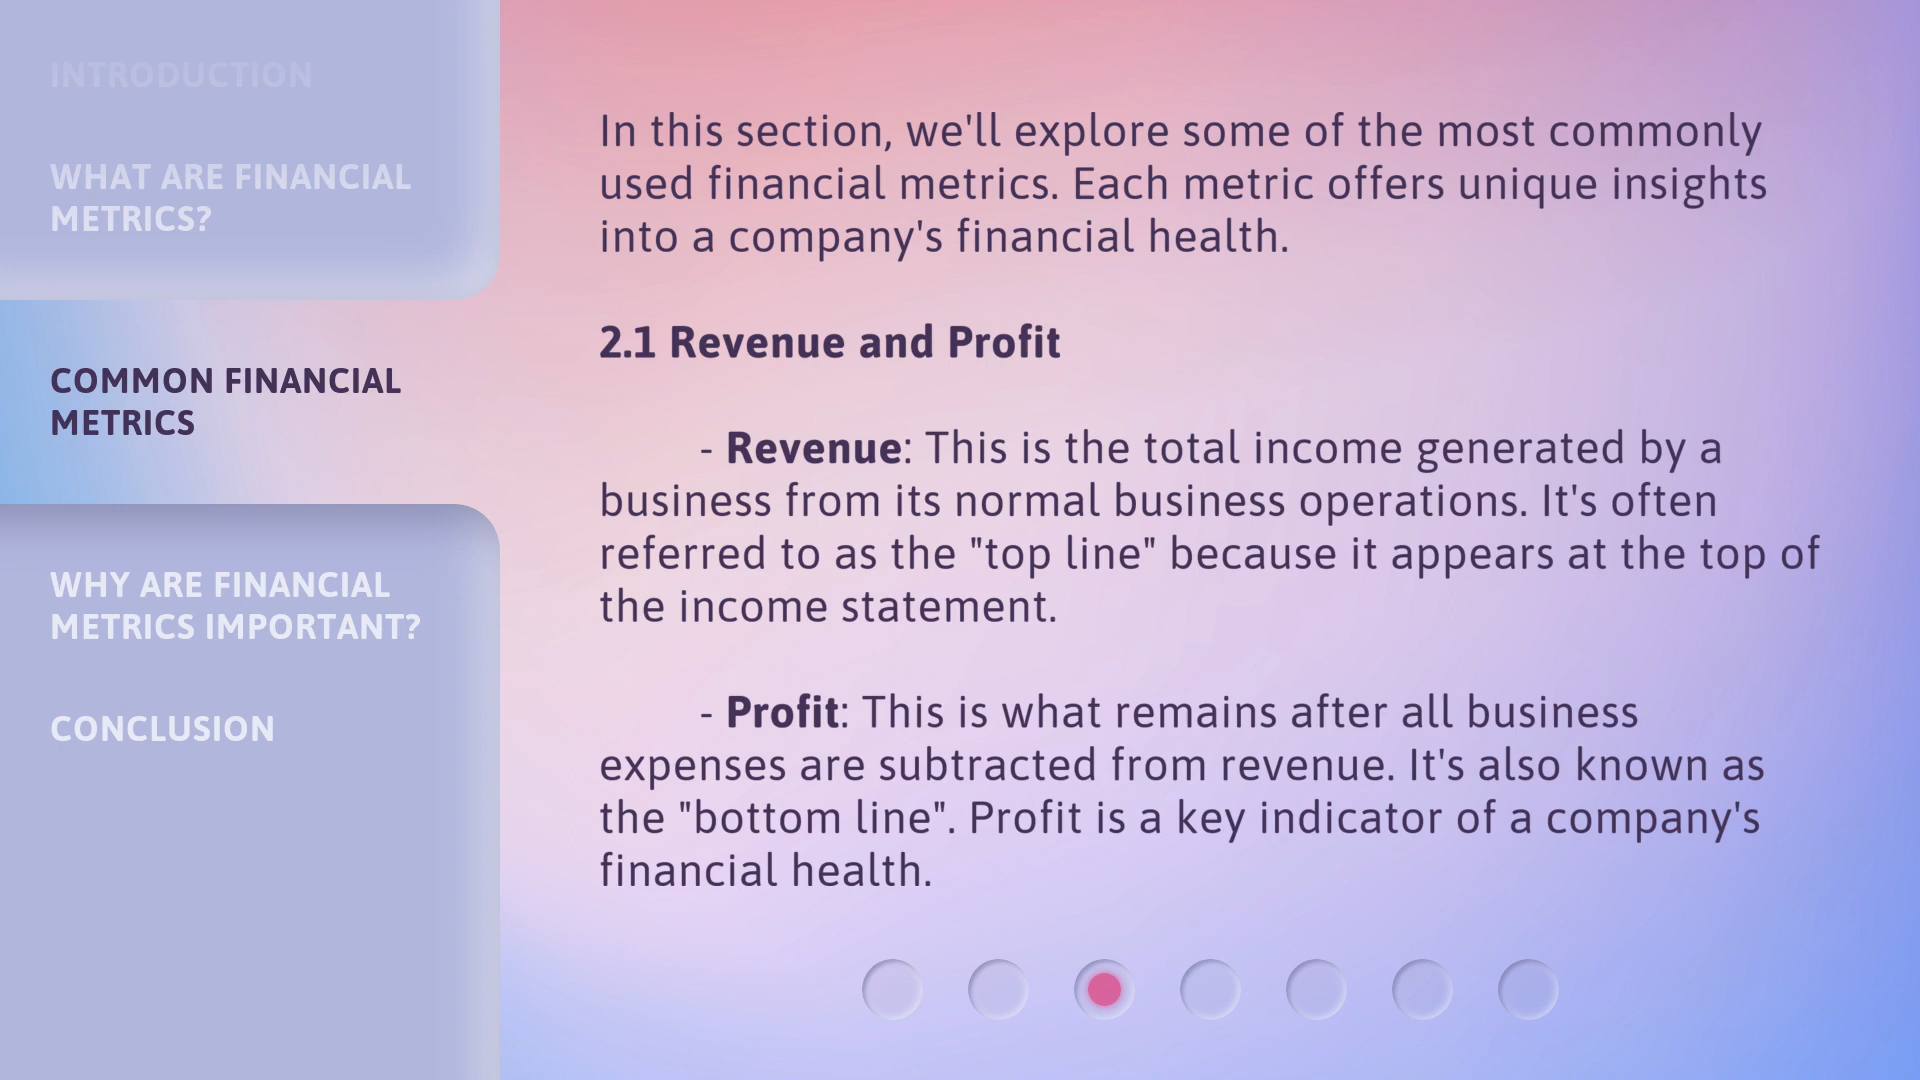 INTRODUCTION
WHAT ARE FINANCIAL
METRICS?
COMMON FINANCIAL
METRICS
WHY ARE FINANCIAL
METRICS IMPORTANT?
CONCLUSION
In this section, we'll explore some of the most commonly
used financial metrics. Each metric offers unique insights
into a company's financial health.
2.1 Revenue and Profit
- Revenue: This is the total income generated by a
business from its normal business operations. It's often
referred to as the "top line" because it appears at the top of
the income statement.
- Profit: This is what remains after all business
expenses are subtracted from revenue. It's also known as
the "bottom line". Profit is a key indicator of a company's
financial health.